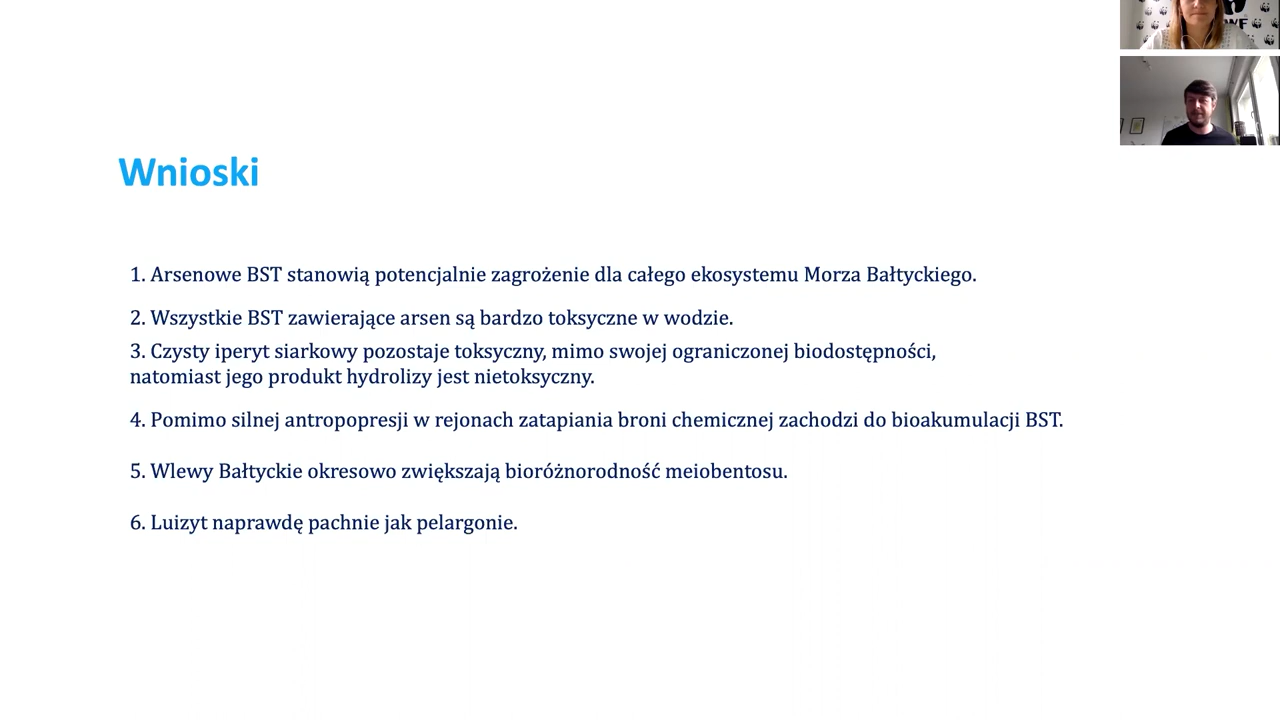 Wnioski
1. Arsenowe BST stanowią potencjalnie zagrożenie dla całego ekosystemu Morza Bałtyckiego.
2. Wszystkie BST zawierające arsen są bardzo toksyczne w wodzie.
3. Czysty iperyt siarkowy pozostaje toksyczny, mimo swojej ograniczonej biodostępności,
natomiast jego produkt hydrolizy jest nietoksyczny.
4. Pomimo silnej antropopresji w rejonach zatapiania broni chemicznej zachodzi do bioakumulacji BST.
5. Wlewy Bałtyckie okresowo zwiększają bioróżnorodność meiobentosu.
6. Luizyt naprawdę pachnie jak pelargonie.